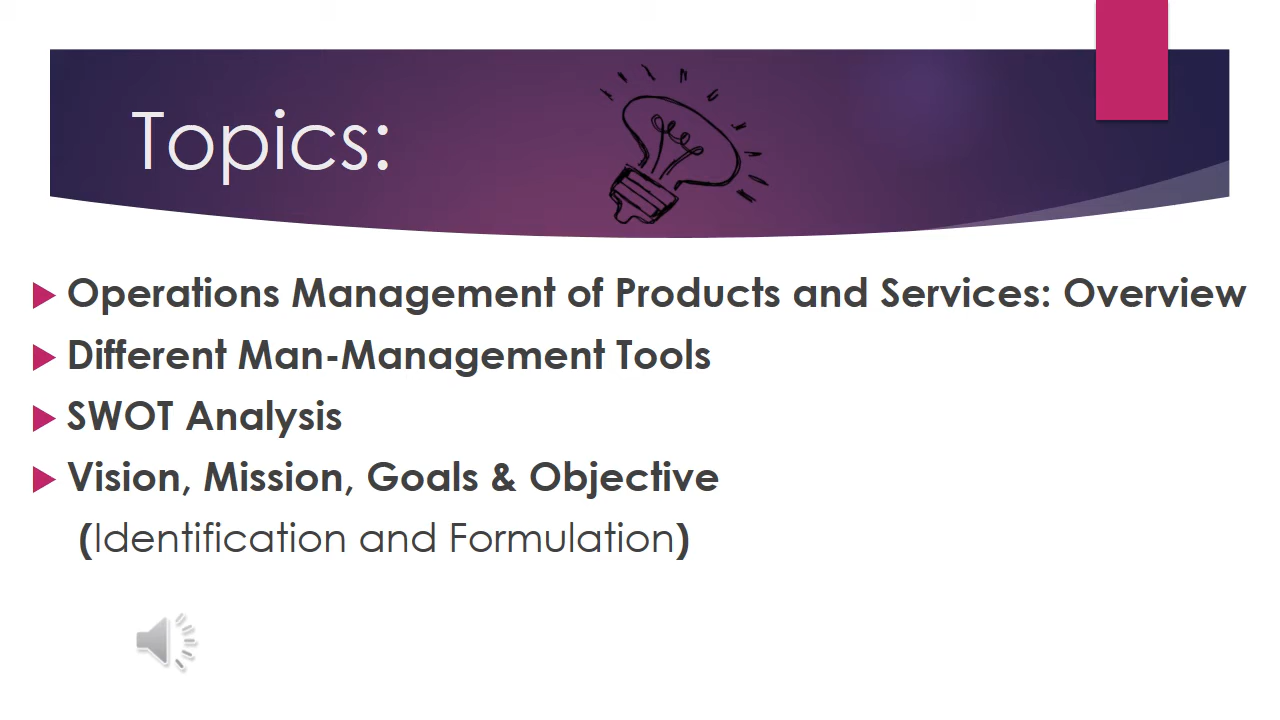 Topics:
Operations Management of Products and Services: Overview
Different Man-Management Tools
SWOT Analysis
Vision, Mission, Goals & Objective
(Identification and Formulation)